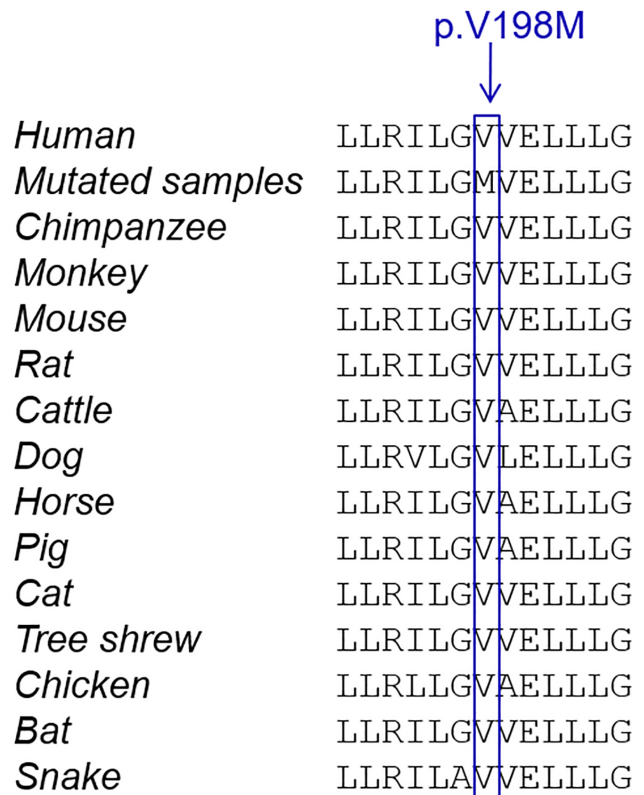 p.V198M
Human LLRILGVVELLLG
Mutated samples LLRILGMVELLLG
Chimpanzee LLRILGVVELLLG
Monkey LLRILGVVELLLG
Mouse LLRILGVVELLLG
Rat LLRILGVVELLLG
Cattle LLRILGVAELLLG
Dog LLRVLGVLELLLG
Horse LLRILGVAELLLG
Pig LLRILGVAELLLG
Cat LLRILGVVELLLG
Tree shrew LLRILGVVELLLG
Chicken LLRLLGVAELLLG
Bat LLRILGVVELLLG
Snake LLRILAVVELLLG